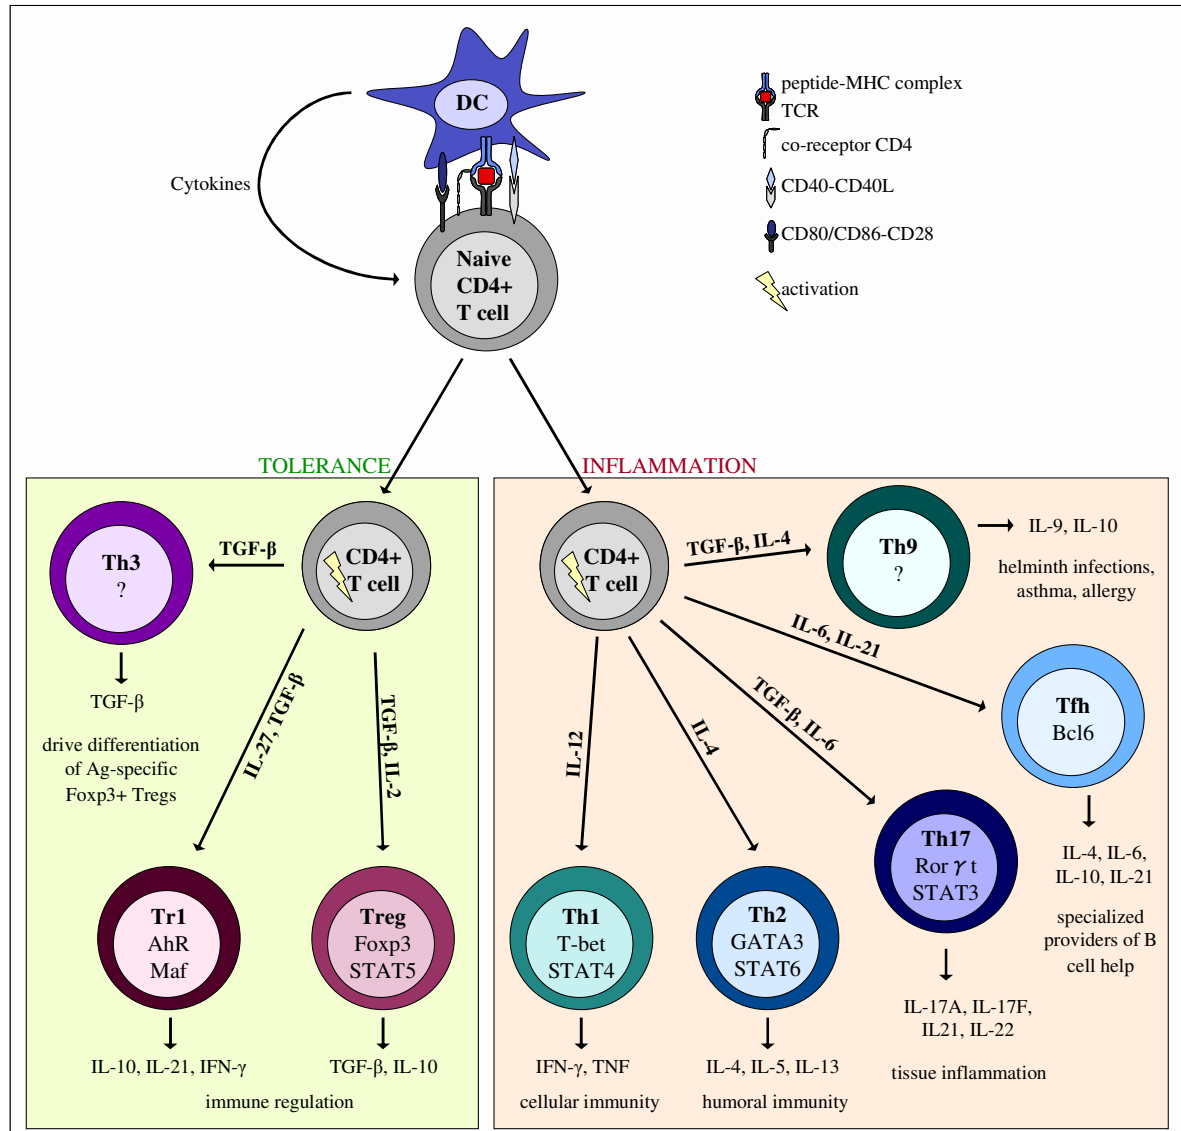 DC
Cytokines
Naive
CD4+
T cell
peptide-MHC complex
TCR
co-receptor CD4
CD40-CD40L
CD80/CD86-CD28
activation
TOLERANCE
INFLAMMATION
Th3
?
TGF-β
CD4+
T cell
TGF-β
drive differentiation
of Ag-specific
Foxp3+ Tregs
IL-27, TGF-β
TGF-β, IL-2
Tr1
AhR
Maf
Treg
Foxp3
STAT5
IL-10, IL-21, IFN-γ
TGF-β, IL-10
immune regulation
CD4+
T cell
TGF-β, IL-4
Th9
?
IL-9, IL-10
helminth infections,
asthma, allergy
IL-6, IL-21
Tfh
Bcl6
IL-4, IL-6,
IL-10, IL-21
specialized
providers of B
cell help
TGF-β, IL-6
Th17
Ror γ t
STAT3
IL-17A, IL-17F,
IL21, IL-22
tissue inflammation
IL-12
IL-4
Th1
T-bet
STAT4
IFN-γ, TNF
cellular immunity
Th2
GATA3
STAT6
IL-4, IL-5, IL-13
humoral immunity